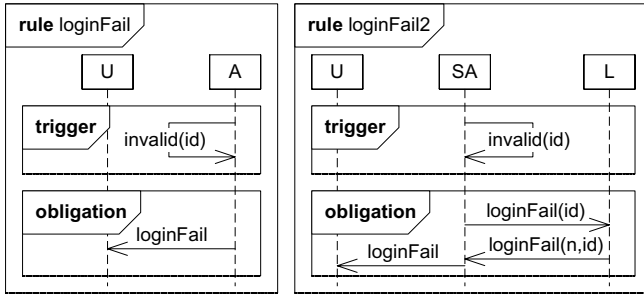 rule loginFail
U A
trigger
invalid(id)
obligation
loginFail
rule loginFail2
U SA L
trigger
invalid(id)
obligation
loginFail(id)
loginFail(n,id)
loginFail